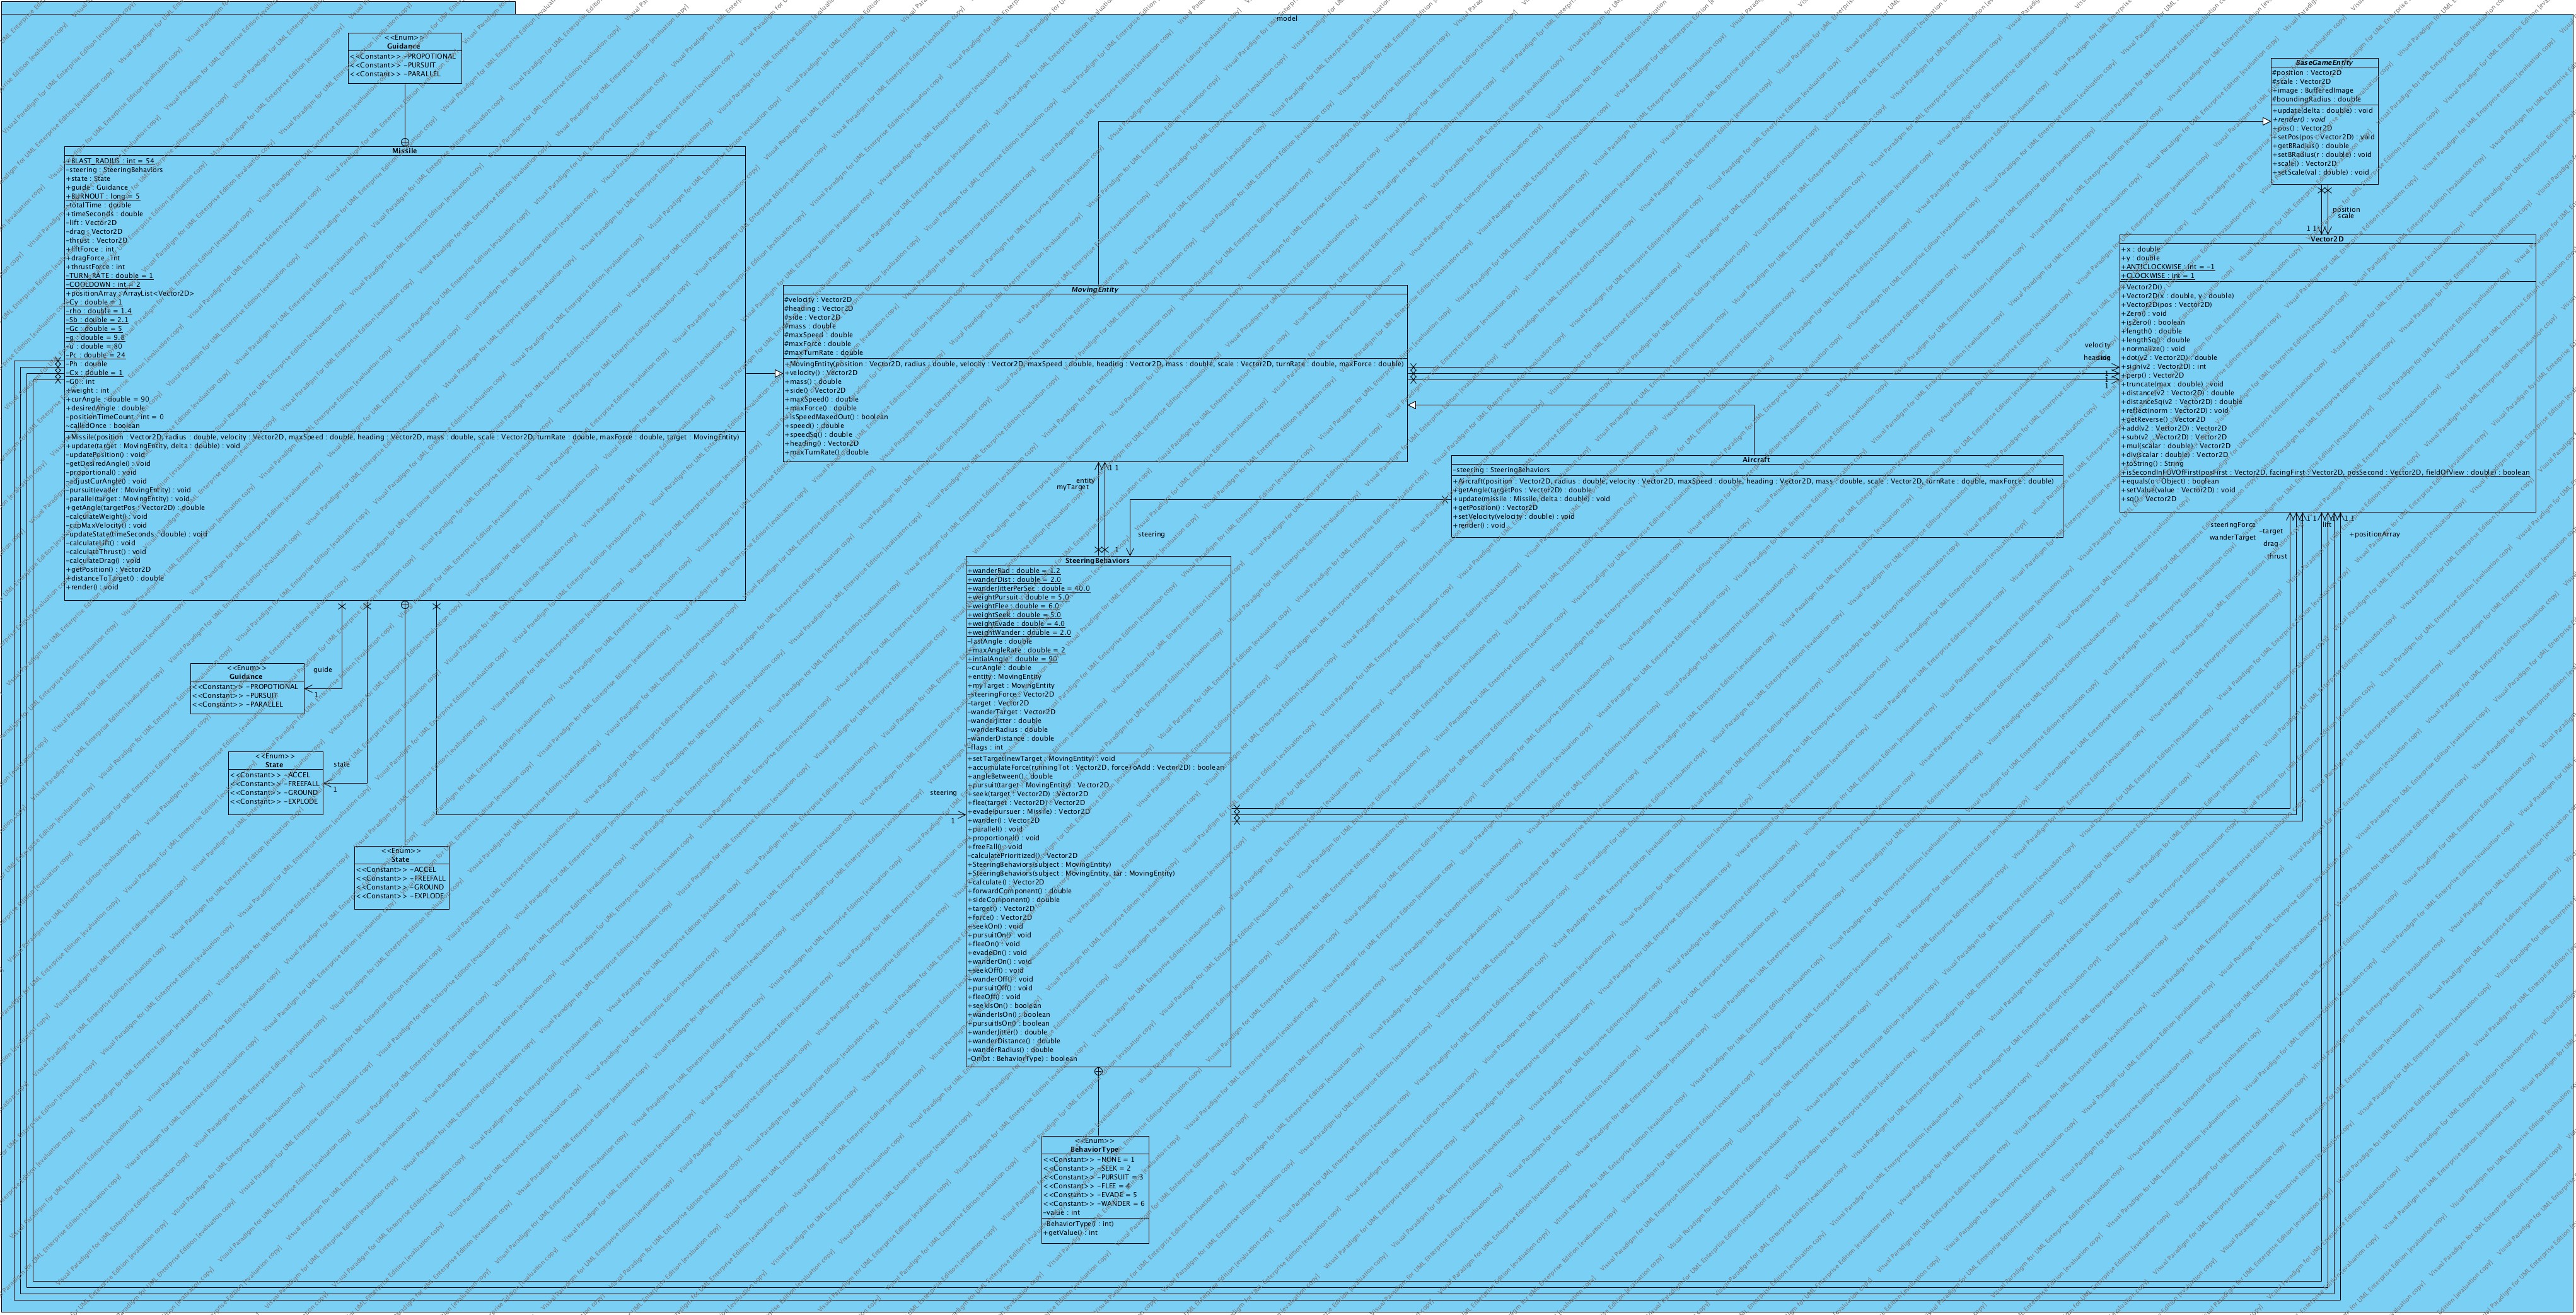 model
<<Enum>>
Guidance
<<Constant>> -PROPOTIONAL
<<Constant>> -PURSUIT
<<Constant>> -PARALLEL
Missile
+BLAST_RADIUS : int = 54
-steering : SteeringBehaviors
+state : State
+guide : Guidance
+BURNOUT : long = 5
-totalTime : double
+timeSeconds : double
-lift : Vector2D
-drag : Vector2D
-thrust : Vector2D
+liftForce : int
+dragForce : int
+thrustForce : int
-TURN_RATE : double = 1
-COOLDOWN : int = 2
+positionArray : ArrayList<Vector2D>
-Cy : double = 1
-rho : double = 1.4
-Sb : double = 2.1
-Gc : double = 5
-g : double = 9.8
-u : double = 80
-Pc : double = 24
-Ph : double
-Cx : double = 1
-G0 : int
+weight : int
+curAngle : double = 90
+desiredAngle : double
-positionTimeCount : int = 0
-calledOnce : boolean
+Missile(position : Vector2D, radius : double, velocity : Vector2D, maxSpeed : double, heading : Vector2D, mass : double, scale : Vector2D, turnRate : double, maxForce : double, target : MovingEntity)
+update(target : MovingEntity, delta : double) : void
-updatePosition() : void
-getDesiredAngle() : void
-proportional() : void
-adjustCurAngle() : void
-pursuit(evader : MovingEntity) : void
-parallel(target : MovingEntity) : void
+getAngle(targetPos : Vector2D) : double
-calculateWeight() : void
-capMaxVelocity() : void
-updateState(timeSeconds : double) : void
-calculateLift() : void
-calculateThrust() : void
-calculateDrag() : void
+getPosition() : Vector2D
+distanceToTarget() : double
+render() : void
<<Enum>>
Guidance
<<Constant>> -PROPOTIONAL
<<Constant>> -PURSUIT
<<Constant>> -PARALLEL
guide
1
<<Enum>>
State
<<Constant>> -ACCEL
<<Constant>> -FREEFALL
<<Constant>> -GROUND
<<Constant>> -EXPLODE
state
1
<<Enum>>
State
<<Constant>> -ACCEL
<<Constant>> -FREEFALL
<<Constant>> -GROUND
<<Constant>> -EXPLODE
MovingEntity
#velocity : Vector2D
#heading : Vector2D
#side : Vector2D
#mass : double
#maxSpeed : double
#maxForce : double
#maxTurnRate : double
+MovingEntity(position : Vector2D, radius : double, velocity : Vector2D, maxSpeed : double, heading : Vector2D, mass : double, scale : Vector2D, turnRate : double, maxForce : double)
+velocity() : Vector2D
+mass() : double
+side() : Vector2D
+maxSpeed() : double
+maxForce() : double
+isSpeedMaxedOut() : boolean
+speed() : double
+speedSq() : double
+heading() : Vector2D
+maxTurnRate() : double
1 1
entity
myTarget
steering
1
steering
1
SteeringBehaviors
+wanderRad : double = 1.2
+wanderDist : double = 2.0
+wanderJitterPerSec : double = 40.0
+weightPursuit : double = 5.0
+weightFlee : double = 6.0
+weightSeek : double = 5.0
+weightEvade : double = 4.0
+weightWander : double = 2.0
-lastAngle : double
+maxAngleRate : double = 2
+intialAngle : double = 90
-curAngle : double
+entity : MovingEntity
+myTarget : MovingEntity
-steeringForce : Vector2D
-target : Vector2D
-wanderTarget : Vector2D
-wanderJitter : double
-wanderRadius : double
-wanderDistance : double
-flags : int
+setTarget(newTarget : MovingEntity) : void
+accumulateForce(runningTot : Vector2D, forceToAdd : Vector2D) : boolean
+angleBetween() : double
+pursuit(target : MovingEntity) : Vector2D
+seek(target : Vector2D) : Vector2D
+flee(target : Vector2D) : Vector2D
+evade(pursuer : Missile) : Vector2D
+wander() : Vector2D
+parallel() : void
+proportional() : void
+freeFall() : void
-calculatePrioritized() : Vector2D
+SteeringBehaviors(subject : MovingEntity)
+SteeringBehaviors(subject : MovingEntity, tar : MovingEntity)
+calculate() : Vector2D
+forwardComponent() : double
+sideComponent() : double
+target() : Vector2D
+force() : Vector2D
+seekOn() : void
+pursuitOn() : void
+fleeOn() : void
+evadeOn() : void
+wanderOn() : void
+seekOff() : void
+wanderOff() : void
+pursuitOff() : void
+fleeOff() : void
+seekIsOn() : boolean
+wanderIsOn() : boolean
+pursuitIsOn() : boolean
+wanderJitter() : double
+wanderDistance() : double
+wanderRadius() : double
-On(bt : BehaviorType) : boolean
<<Enum>>
BehaviorType
<<Constant>> -NONE = 1
<<Constant>> -SEEK = 2
<<Constant>> -PURSUIT = 3
<<Constant>> -FLEE = 4
<<Constant>> -EVADE = 5
<<Constant>> -WANDER = 6
-value : int
-BehaviorType(i : int)
+getValue() : int
Aircraft
-steering : SteeringBehaviors
+Aircraft(position : Vector2D, radius : double, velocity : Vector2D, maxSpeed : double, heading : Vector2D, mass : double, scale : Vector2D, turnRate : double, maxForce : double)
+getAngle(targetPos : Vector2D) : double
+update(missile : Missile, delta : double) : void
+getPosition() : Vector2D
+setVelocity(velocity : double) : void
+render() : void
BaseGameEntity
#position : Vector2D
#scale : Vector2D
+image : BufferedImage
#boundingRadius : double
+update(delta : double) : void
+render() : void
+pos() : Vector2D
+setPos(pos : Vector2D) : void
+getBRadius() : double
+setBRadius(r : double) : void
+scale() : Vector2D
+setScale(val : double) : void
position
scale
1 1
Vector2D
+x : double
+y : double
+ANTICLOCKWISE : int = -1
+CLOCKWISE : int = 1
+Vector2D()
+Vector2D(x : double, y : double)
+Vector2D(pos : Vector2D)
+Zero() : void
+isZero() : boolean
+length() : double
+lengthSq() : double
+normalize() : void
+dot(v2 : Vector2D) : double
+sign(v2 : Vector2D) : int
+perp() : Vector2D
+truncate(max : double) : void
+distance(v2 : Vector2D) : double
+distanceSq(v2 : Vector2D) : double
+reflect(norm : Vector2D) : void
+getReverse() : Vector2D
+add(v2 : Vector2D) : Vector2D
+sub(v2 : Vector2D) : Vector2D
+mul(scalar : double) : Vector2D
+div(scalar : double) : Vector2D
+toString() : String
+isSecondInFOVOfFirst(posFirst : Vector2D, facingFirst : Vector2D, posSecond : Vector2D, fieldOfView : double) : boolean
+equals(o : Object) : boolean
+setValue(value : Vector2D) : void
+sq() : Vector2D
velocity
heading
side
1
1
steeringForce
wanderTarget
-target
drag
thrust
lift
1 1
1 1
+positionArray
Visual Paradigm for UML Enterprise Edition [evaluation copy]